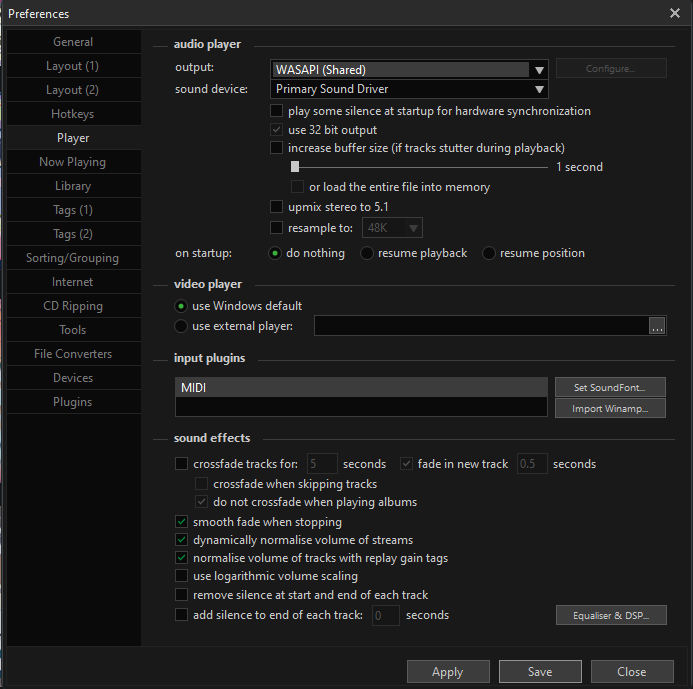 Preferences
General
Layout (1)
Layout (2)
Hotkeys
Player
Now Playing
Library
Tags (1)
Tags (2)
Sorting/Grouping
Internet
CD Ripping
Tools
File Converters
Devices
Plugins
audio player
output: WASAPI (Shared) Configure...
sound device: Primary Sound Driver
play some silence at startup for hardware synchronization
use 32 bit output
increase buffer size (if tracks stutter during playback)
1 second
or load the entire file into memory
upmix stereo to 5.1
resample to: 48K
on startup: do nothing resume playback resume position
video player
use Windows default
use external player: ...
input plugins
MIDI Set SoundFont...
Import Winamp...
sound effects
crossfade tracks for: 5 seconds fade in new track 0.5 seconds
crossfade when skipping tracks
do not crossfade when playing albums
smooth fade when stopping
dynamically normalise volume of streams
normalise volume of tracks with replay gain tags
use logarithmic volume scaling
remove silence at start and end of each track
add silence to end of each track: 0 seconds Equaliser & DSP...
Apply Save Close